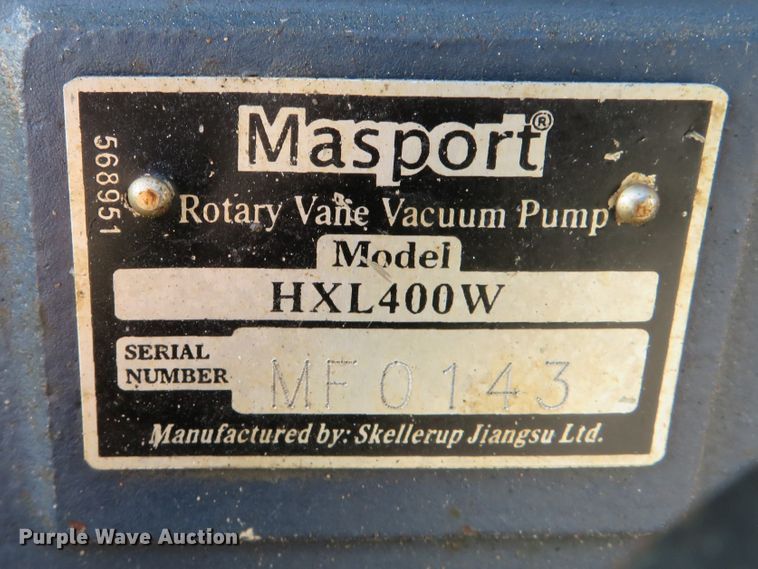 Masport®
568951
Rotary Vane Vacuum Pump
Model
HXL400W
SERIAL
NUMBER
MF0143
Manufactured by: Skellerup Jiangsu Ltd.
Purple Wave Auction®